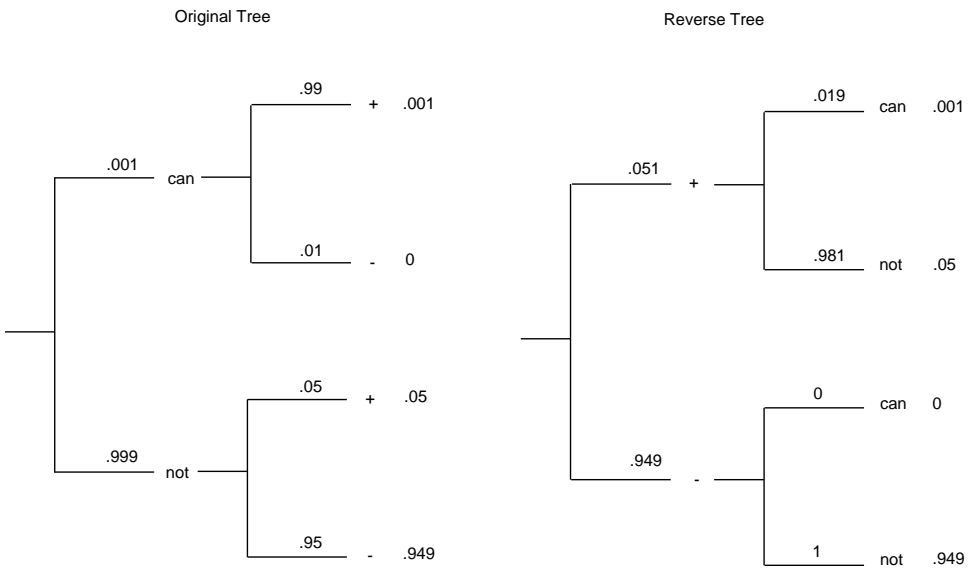 Original Tree
.001
can
.99
+ .001
.01
- 0
.999
not
.05
+ .05
.95
- .949
Reverse Tree
.051
+
.019
can .001
.981
not .05
.949
-
0
can 0
1
not .949